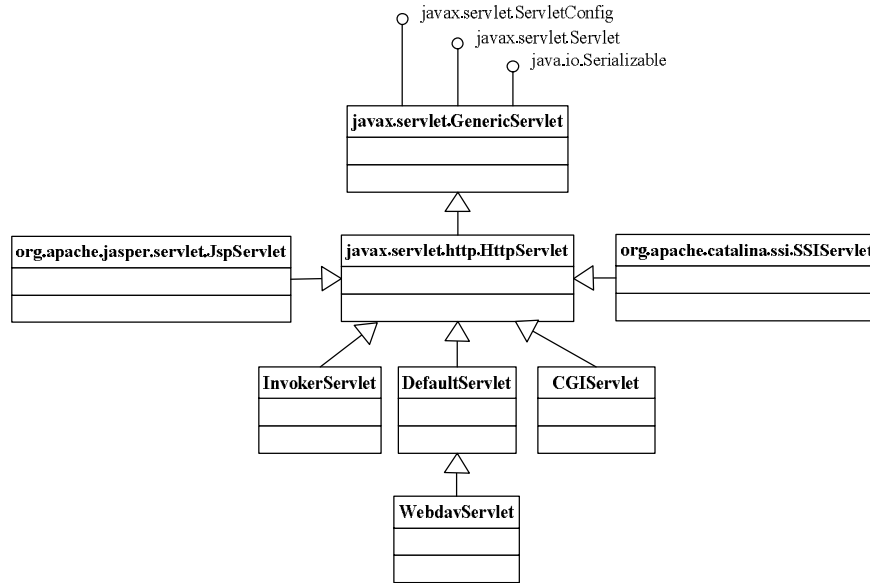 javax.servlet.ServletConfig
javax.servlet.Servlet
java.io.Serializable
javax.servlet.GenericServlet
org.apache.jasper.servlet.JspServlet
javax.servlet.http.HttpServlet
org.apache.catalina.ssi.SSIServlet
InvokerServlet
DefaultServlet
CGIServlet
WebdavServlet